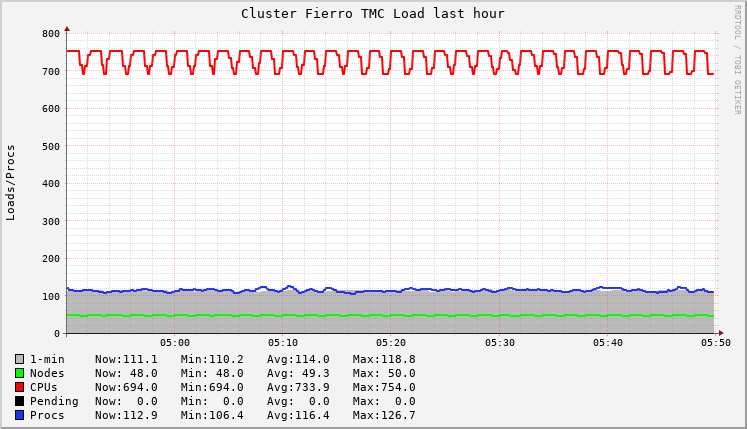 Cluster Fierro TMC Load last hour
RRDTOOL / TOBI OETIKER
Loads/Procs
800
700
600
500
400
300
200
100
0
05:00 05:10 05:20 05:30 05:40 05:50
1-min Now:111.1 Min:110.2 Avg:114.0 Max:118.8
Nodes Now: 48.0 Min: 48.0 Avg: 49.3 Max: 50.0
CPUs Now:694.0 Min:694.0 Avg:733.9 Max:754.0
Pending Now: 0.0 Min: 0.0 Avg: 0.0 Max: 0.0
Procs Now:112.9 Min:106.4 Avg:116.4 Max:126.7